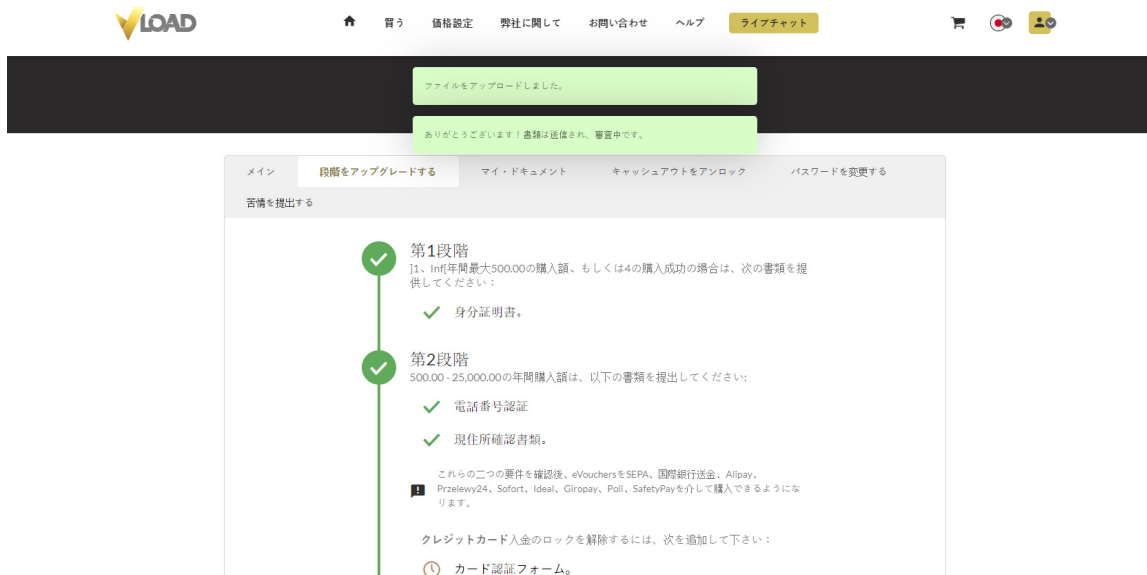 VLOAD
買う 価格設定 弊社に関して お問い合わせ ヘルプ ライブチャット
ファイルをアップロードしました。
ありがとうございます！書類は送信され、審査中です。
メイン 段階をアップグレードする マイ・ドキュメント キャッシュアウトをアンロック パスワードを変更する
苦情を提出する
第1段階
]1、Inf[年間最大500.00の購入額、もしくは4の購入成功の場合は、次の書類を提
供してください：
身分証明書。
第2段階
500.00 - 25,000.00の年間購入額は、以下の書類を提出してください:
電話番号認証
現住所確認書類。
これらの二つの要件を確認後、eVouchersをSEPA、国際銀行送金、Alipay、
Przelewy24、Sofort、Ideal、Giropay、Poli、SafetyPayを介して購入できるようにな
ります。
クレジットカード入金のロックを解除するには、次を追加して下さい：
カード認証フォーム。